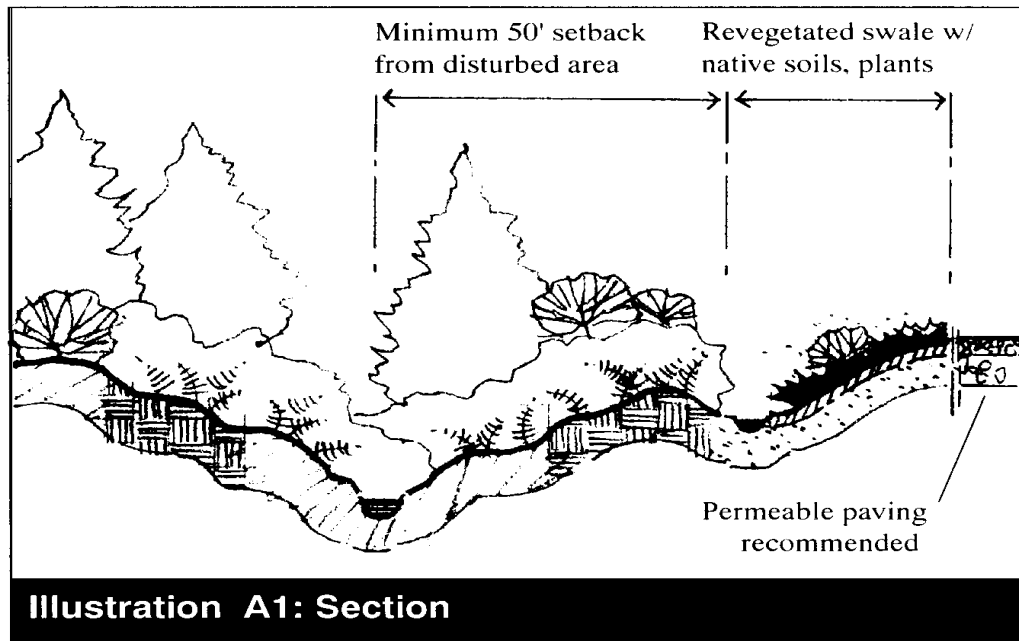 Minimum 50' setback
from disturbed area
Revegetated swale w/
native soils, plants
Permeable paving
recommended
Illustration A1: Section